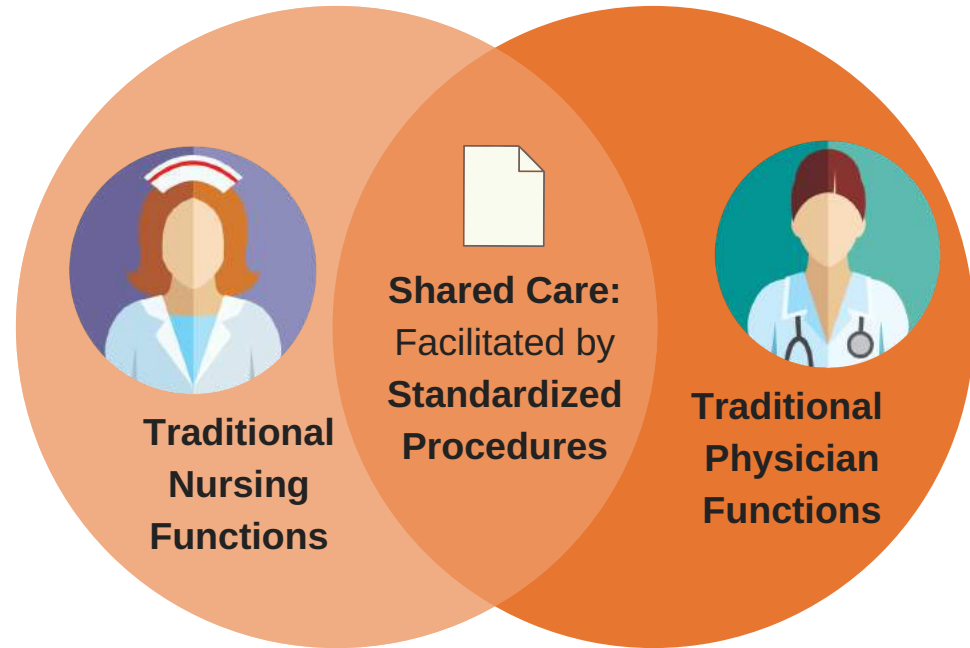 Traditional
Nursing
Functions
Shared Care:
Facilitated by
Standardized
Procedures
Traditional
Physician
Functions